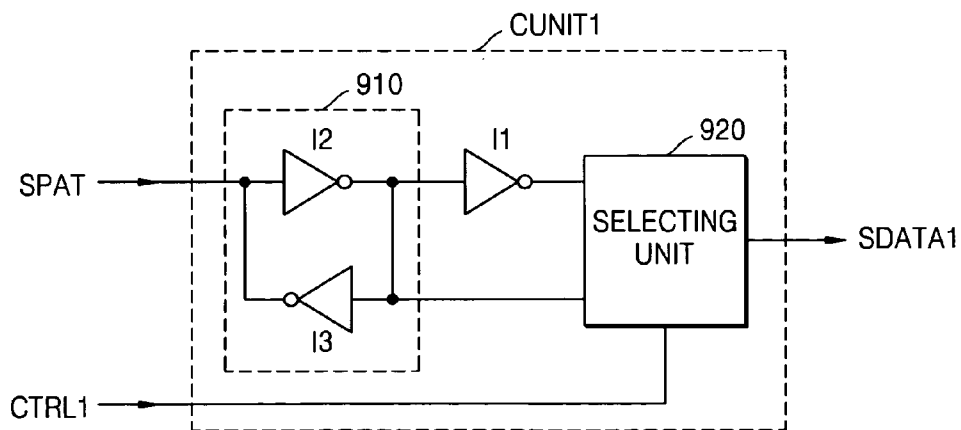 CUNIT1
910
I2
I1
920
SPAT
SELECTING
UNIT
SDATA1
I3
CTRL1